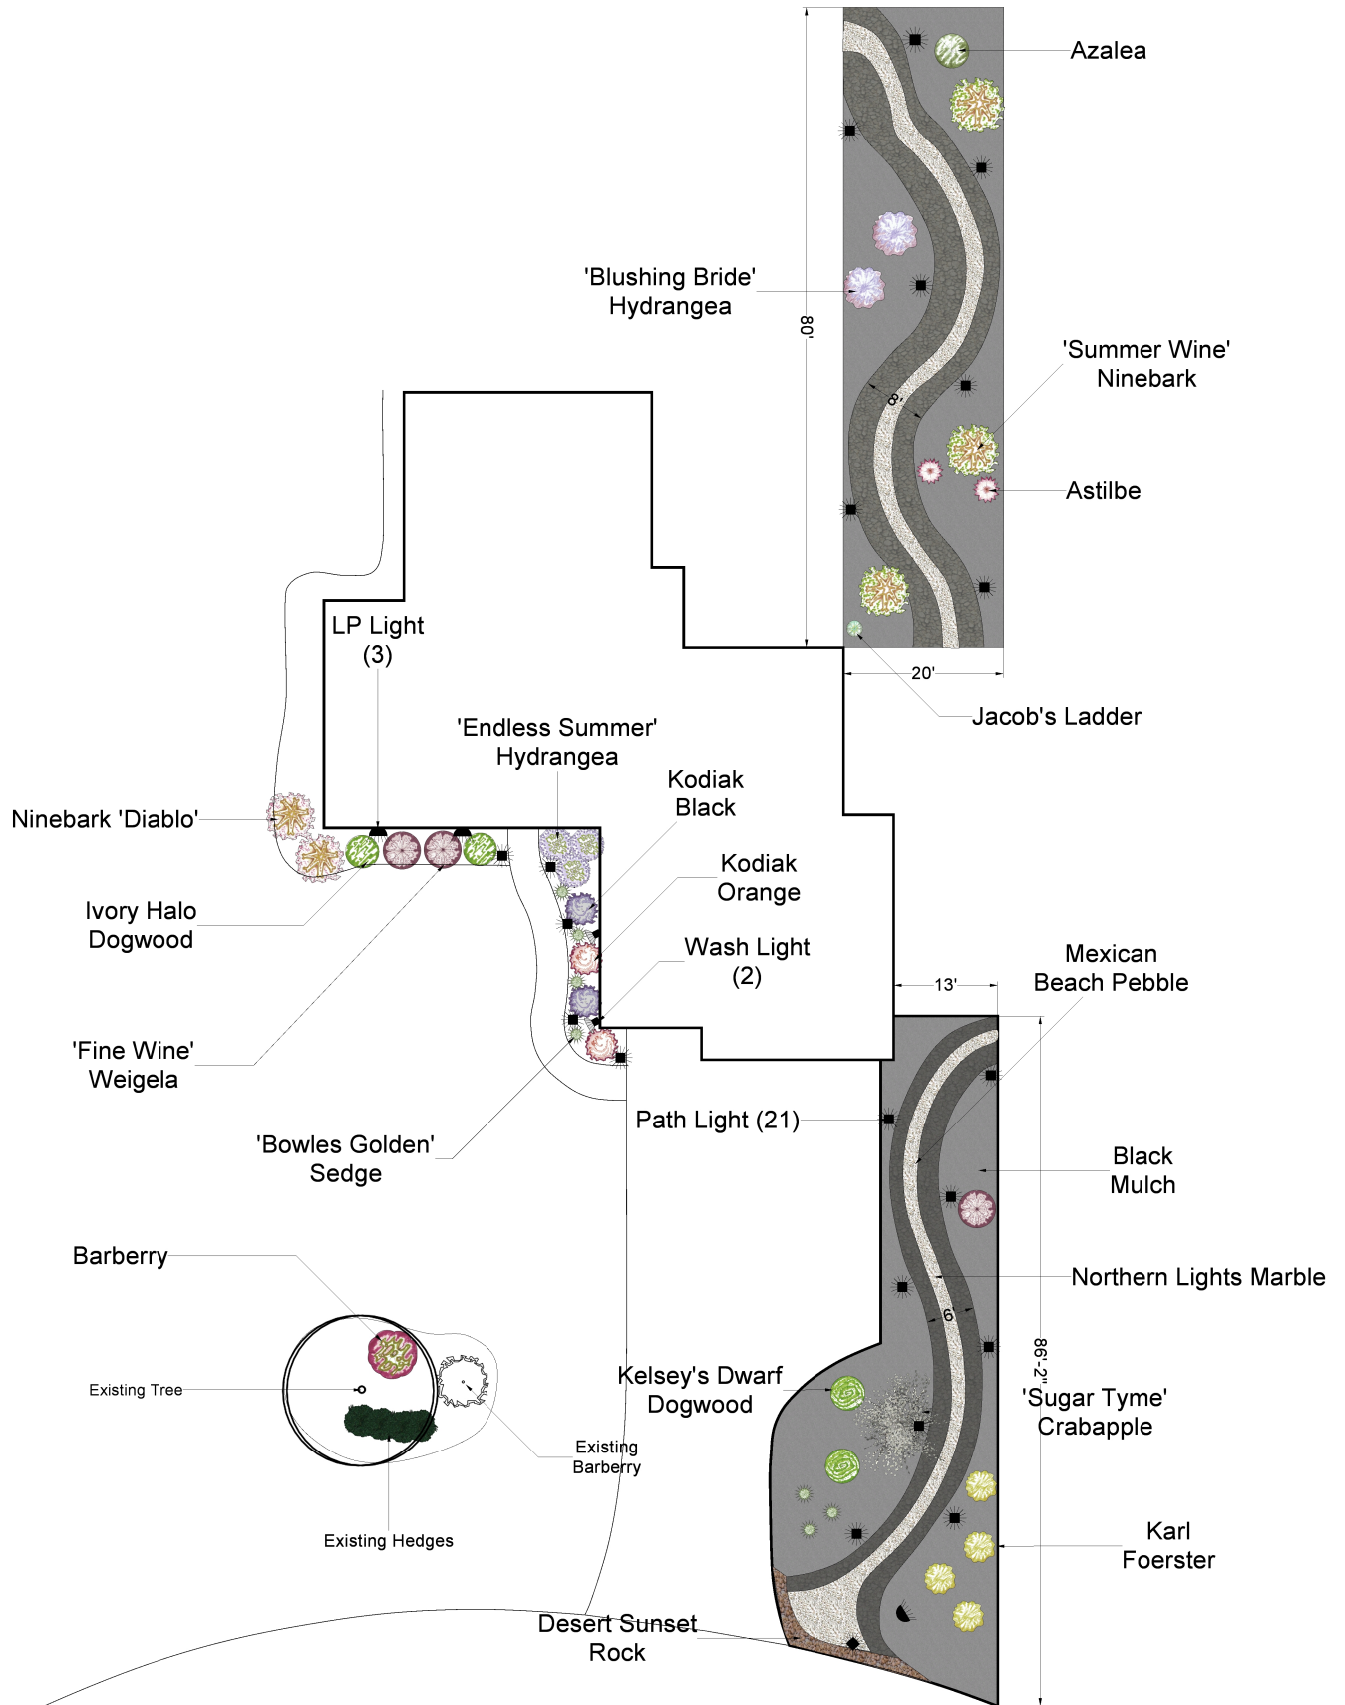 Azalea
'Blushing Bride'
Hydrangea
80'
'Summer Wine'
Ninebark
8'
Astilbe
LP Light
(3)
20'
Jacob's Ladder
'Endless Summer'
Hydrangea
Kodiak
Black
Ninebark 'Diablo'
Kodiak
Orange
Ivory Halo
Dogwood
Wash Light
(2)
Mexican
Beach Pebble
13'
'Fine Wine'
Weigela
Path Light (21)
'Bowles Golden'
Sedge
Black
Mulch
Barberry
Northern Lights Marble
6'
86'-2"
Existing Tree
Kelsey's Dwarf
Dogwood
'Sugar Tyme'
Crabapple
Existing
Barberry
Existing Hedges
Karl
Foerster
Desert Sunset
Rock